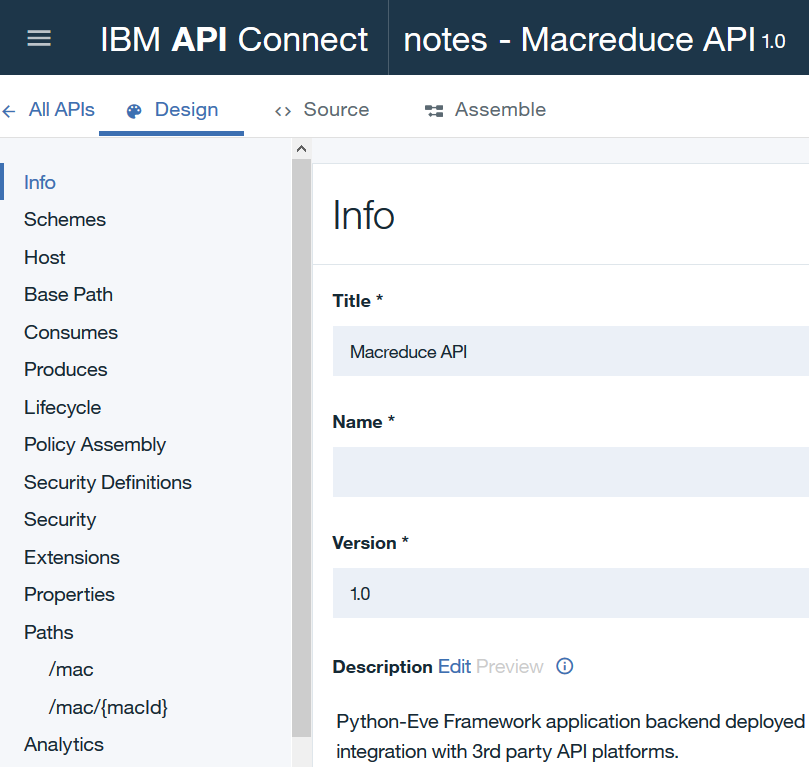 IBM API Connect notes - Macreduce API 1.0
All APIs Design Source Assemble
Info
Schemes
Host
Base Path
Consumes
Produces
Lifecycle
Policy Assembly
Security Definitions
Security
Extensions
Properties
Paths
/mac
/mac/{macId}
Analytics
Info
Title *
Macreduce API
Name *
Version *
1.0
Description Edit Preview
Python-Eve Framework application backend deployed
integration with 3rd party API platforms.